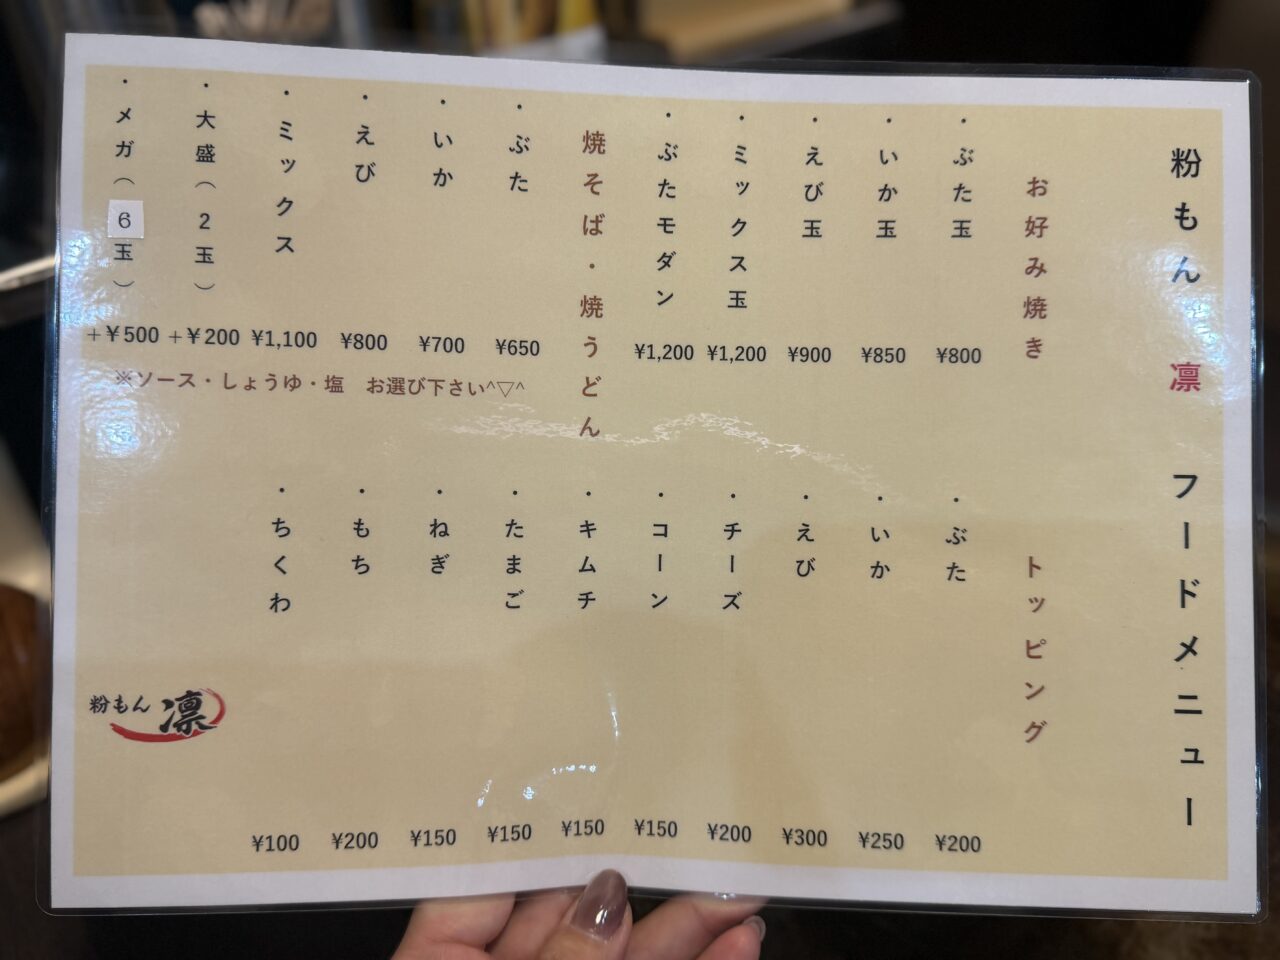 粉もん 凛 フードメニュー
お好み焼き
・ぶた玉 ¥800
・いか玉 ¥850
・えび玉 ¥900
・ミックス玉 ¥1,200
・ぶたモダン ¥1,200
焼そば・焼うどん
・ぶた ¥650
・いか ¥700
・えび ¥800
・ミックス ¥1,100
・大盛（2玉） +¥200
・メガ（6玉） +¥500
※ソース・しょうゆ・塩　お選び下さい^▽^
トッピング
・ぶた ¥200
・いか ¥250
・えび ¥300
・チーズ ¥200
・コーン ¥150
・キムチ ¥150
・たまご ¥150
・ねぎ ¥150
・もち ¥200
・ちくわ ¥100
粉もん 凛